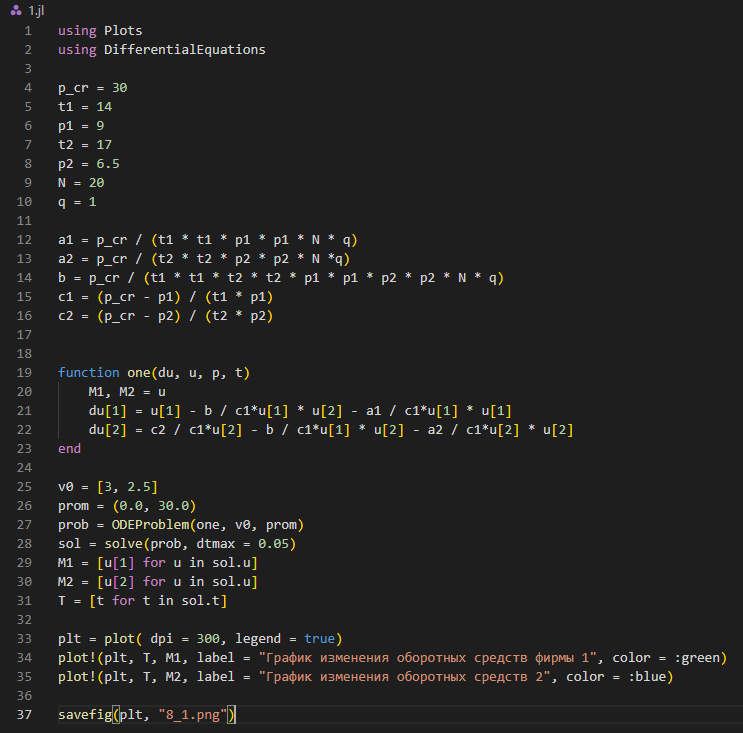 1.jl
1 using Plots
2 using DifferentialEquations
3
4 p_cr = 30
5 t1 = 14
6 p1 = 9
7 t2 = 17
8 p2 = 6.5
9 N = 20
10 q = 1
11
12 a1 = p_cr / (t1 * t1 * p1 * p1 * N * q)
13 a2 = p_cr / (t2 * t2 * p2 * p2 * N *q)
14 b = p_cr / (t1 * t1 * t2 * t2 * p1 * p1 * p2 * p2 * N * q)
15 c1 = (p_cr - p1) / (t1 * p1)
16 c2 = (p_cr - p2) / (t2 * p2)
17
18
19 function one(du, u, p, t)
20     M1, M2 = u
21     du[1] = u[1] - b / c1*u[1] * u[2] - a1 / c1*u[1] * u[1]
22     du[2] = c2 / c1*u[2] - b / c1*u[1] * u[2] - a2 / c1*u[2] * u[2]
23 end
24
25 v0 = [3, 2.5]
26 prom = (0.0, 30.0)
27 prob = ODEProblem(one, v0, prom)
28 sol = solve(prob, dtmax = 0.05)
29 M1 = [u[1] for u in sol.u]
30 M2 = [u[2] for u in sol.u]
31 T = [t for t in sol.t]
32
33 plt = plot( dpi = 300, legend = true)
34 plot!(plt, T, M1, label = "График изменения оборотных средств фирмы 1", color = :green)
35 plot!(plt, T, M2, label = "График изменения оборотных средств 2", color = :blue)
36
37 savefig(plt, "8_1.png")